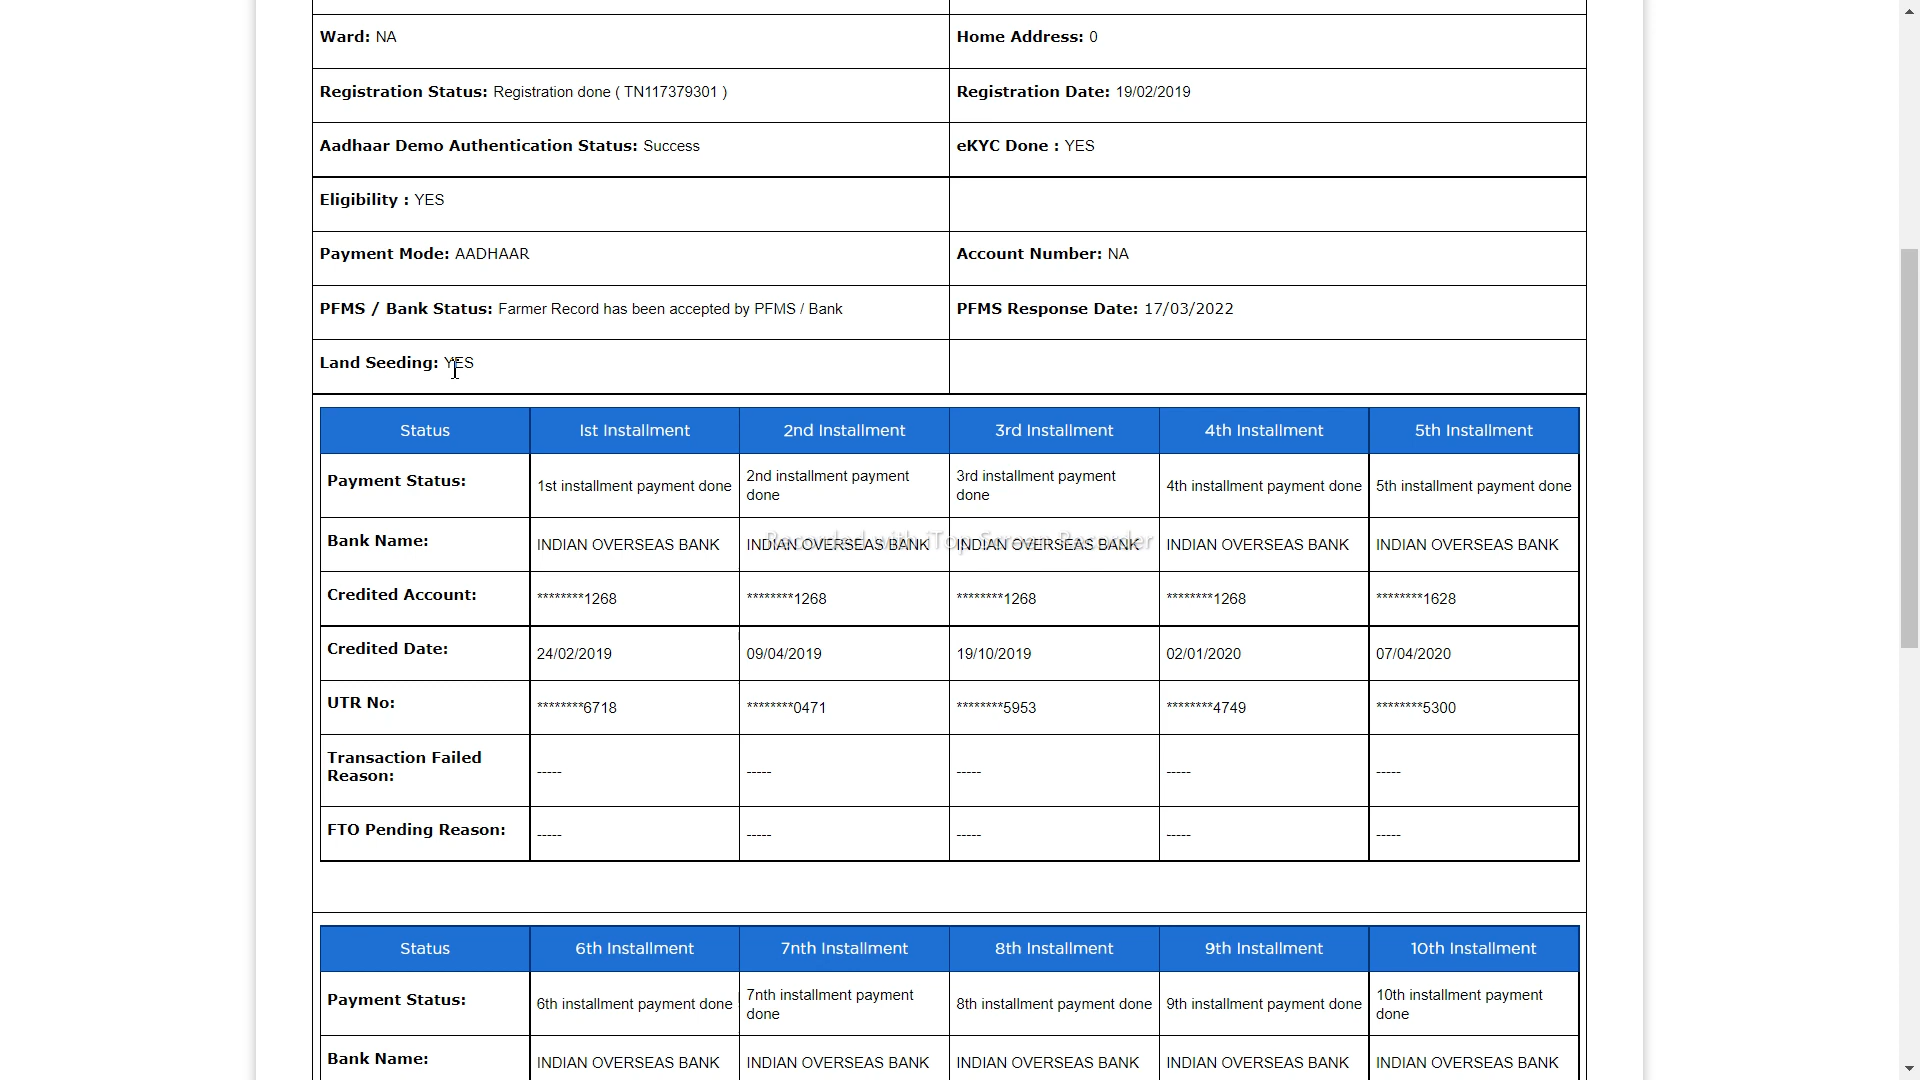 Ward: NA Home Address: 0
Registration Status: Registration done ( TN117379301 ) Registration Date: 19/02/2019
Aadhaar Demo Authentication Status: Success eKYC Done : YES
Eligibility : YES
Payment Mode: AADHAAR Account Number: NA
PFMS / Bank Status: Farmer Record has been accepted by PFMS / Bank PFMS Response Date: 17/03/2022
Land Seeding: YES
Status Ist Installment 2nd Installment 3rd Installment 4th Installment 5th Installment
Payment Status: 1st installment payment done 2nd installment payment done 3rd installment payment done 4th installment payment done 5th installment payment done
Recorded with iTop Screen Recorder
Bank Name: INDIAN OVERSEAS BANK INDIAN OVERSEAS BANK INDIAN OVERSEAS BANK INDIAN OVERSEAS BANK INDIAN OVERSEAS BANK
Credited Account: ********1268 ********1268 ********1268 ********1268 ********1628
Credited Date: 24/02/2019 09/04/2019 19/10/2019 02/01/2020 07/04/2020
UTR No: ********6718 ********0471 ********5953 ********4749 ********5300
Transaction Failed Reason: ----- ----- ----- ----- -----
FTO Pending Reason: ----- ----- ----- ----- -----
Status 6th Installment 7nth Installment 8th Installment 9th Installment 10th Installment
Payment Status: 6th installment payment done 7nth installment payment done 8th installment payment done 9th installment payment done 10th installment payment done
Bank Name: INDIAN OVERSEAS BANK INDIAN OVERSEAS BANK INDIAN OVERSEAS BANK INDIAN OVERSEAS BANK INDIAN OVERSEAS BANK